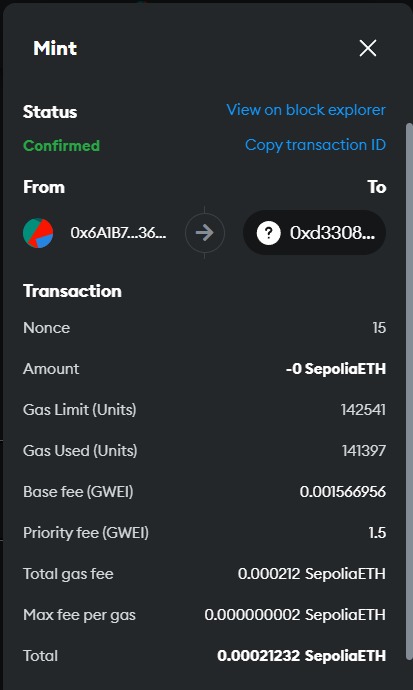 Mint
Status View on block explorer
Confirmed Copy transaction ID
From To
0x6A1B7...36... ? 0xd3308...
Transaction
Nonce 15
Amount -0 SepoliaETH
Gas Limit (Units) 142541
Gas Used (Units) 141397
Base fee (GWEI) 0.001566956
Priority fee (GWEI) 1.5
Total gas fee 0.000212 SepoliaETH
Max fee per gas 0.000000002 SepoliaETH
Total 0.00021232 SepoliaETH